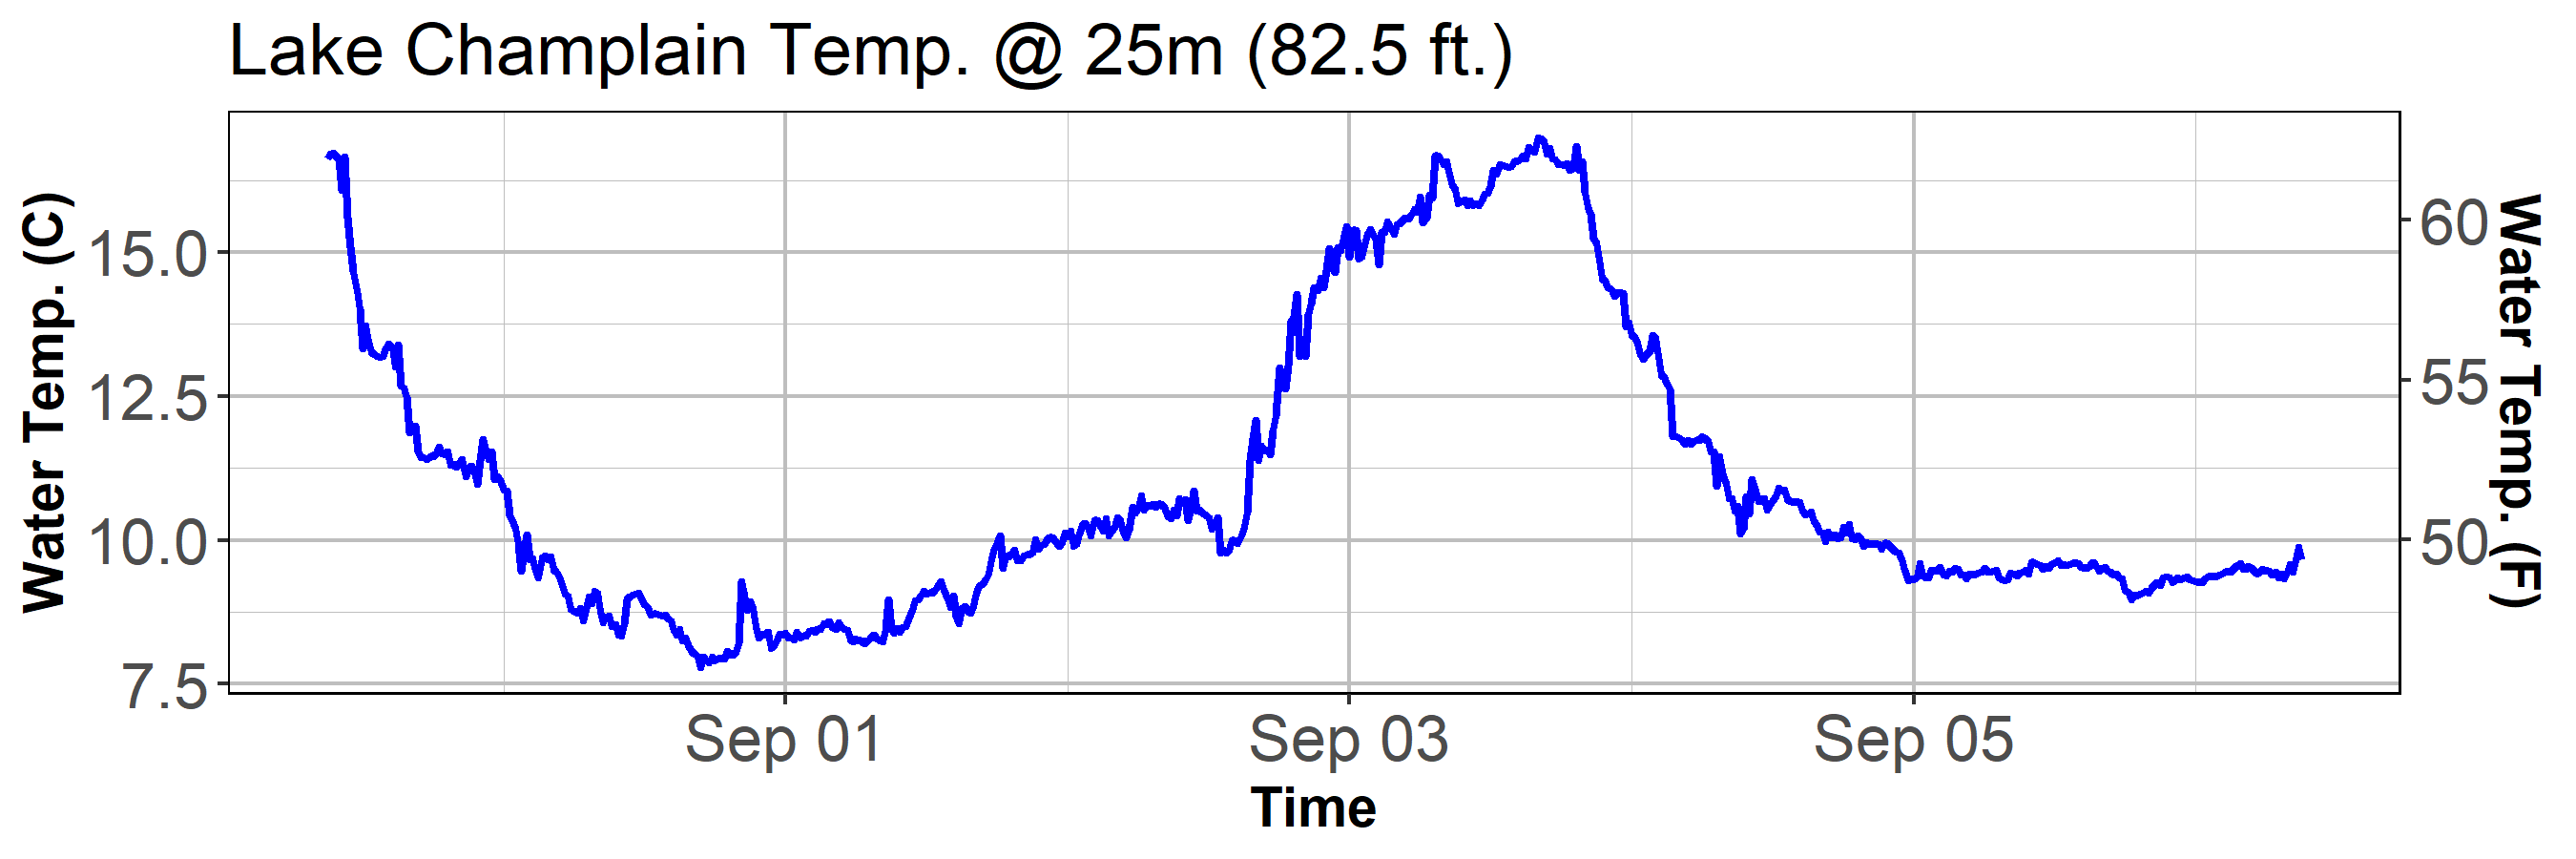 Lake Champlain Temp. @ 25m (82.5 ft.)
Water Temp. (C)
15.0
12.5
10.0
7.5
60
55
50
Water Temp. (F)
Sep 01
Sep 03
Sep 05
Time